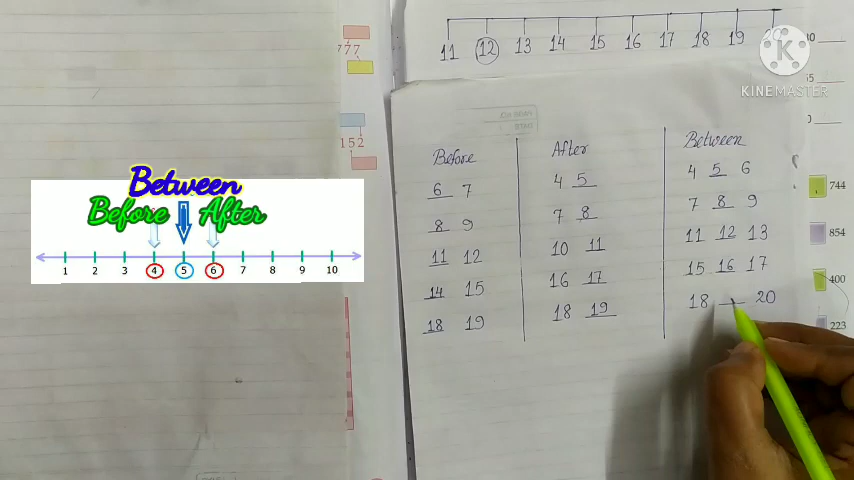 11 12 13 14 15 16 17 18 19 20
KINEMASTER
777
152
Between
Before After
1 2 3 4 5 6 7 8 9 10
Before After Between
6 7 4 5 4 5 6
8 9 7 8 7 8 9
11 12 10 11 11 12 13
14 15 16 17 15 16 17
18 19 18 19 18 __ 20
744
854
400
223